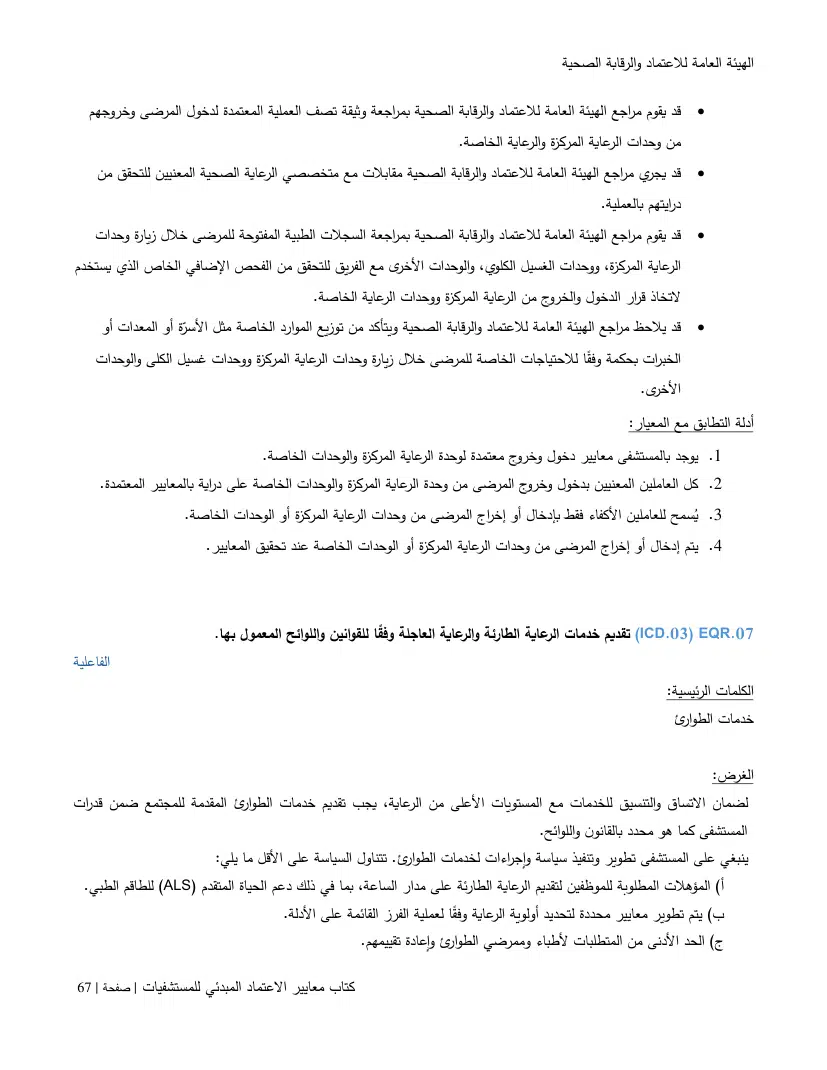 الهيئة العامة للاعتماد والرقابة الصحية
• قد يقوم مراجع الهيئة العامة للاعتماد والرقابة الصحية بمراجعة وثيقة تصف العملية المعتمدة لدخول المرضى وخروجهم
من وحدات الرعاية المركزة والرعاية الخاصة.
• قد يجري مراجع الهيئة العامة للاعتماد والرقابة الصحية مقابلات مع متخصصي الرعاية الصحية المعنيين للتحقق من
درايتهم بالعملية.
• قد يقوم مراجع الهيئة العامة للاعتماد والرقابة الصحية بمراجعة السجلات الطبية المفتوحة للمرضى خلال زيارة وحدات
الرعاية المركزة، ووحدات الغسيل الكلوي، والوحدات الأخرى مع الفريق للتحقق من الفحص الإضافي الخاص الذي يستخدم
لاتخاذ قرار الدخول والخروج من الرعاية المركزة ووحدات الرعاية الخاصة.
• قد يلاحظ مراجع الهيئة العامة للاعتماد والرقابة الصحية ويتأكد من توزيع الموارد الخاصة مثل الأسرّة أو المعدات أو
الخبرات بحكمة وفقًا للاحتياجات الخاصة للمرضى خلال زيارة وحدات الرعاية المركزة ووحدات غسيل الكلى والوحدات
الأخرى.
أدلة التطابق مع المعيار:
1. يوجد بالمستشفى معايير دخول وخروج معتمدة لوحدة الرعاية المركزة والوحدات الخاصة.
2. كل العاملين المعنيين بدخول وخروج المرضى من وحدة الرعاية المركزة والوحدات الخاصة على دراية بالمعايير المعتمدة.
3. يُسمح للعاملين الأكفاء فقط بإدخال أو إخراج المرضى من وحدات الرعاية المركزة أو الوحدات الخاصة.
4. يتم إدخال أو إخراج المرضى من وحدات الرعاية المركزة أو الوحدات الخاصة عند تحقيق المعايير.
EQR.07 (ICD.03) تقديم خدمات الرعاية الطارئة والرعاية العاجلة وفقًا للقوانين واللوائح المعمول بها.
الفاعلية
الكلمات الرئيسية:
خدمات الطوارئ
الغرض:
لضمان الاتساق والتنسيق للخدمات مع المستويات الأعلى من الرعاية، يجب تقديم خدمات الطوارئ المقدمة للمجتمع ضمن قدرات
المستشفى كما هو محدد بالقانون واللوائح.
ينبغي على المستشفى تطوير وتنفيذ سياسة وإجراءات لخدمات الطوارئ. تتناول السياسة على الأقل ما يلي:
أ) المؤهلات المطلوبة للموظفين لتقديم الرعاية الطارئة على مدار الساعة، بما في ذلك دعم الحياة المتقدم (ALS) للطاقم الطبي.
ب) يتم تطوير معايير محددة لتحديد أولوية الرعاية وفقًا لعملية الفرز القائمة على الأدلة.
ج) الحد الأدنى من المتطلبات لأطباء وممرضي الطوارئ وإعادة تقييمهم.
كتاب معايير الاعتماد المبدئي للمستشفيات | صفحة | 67